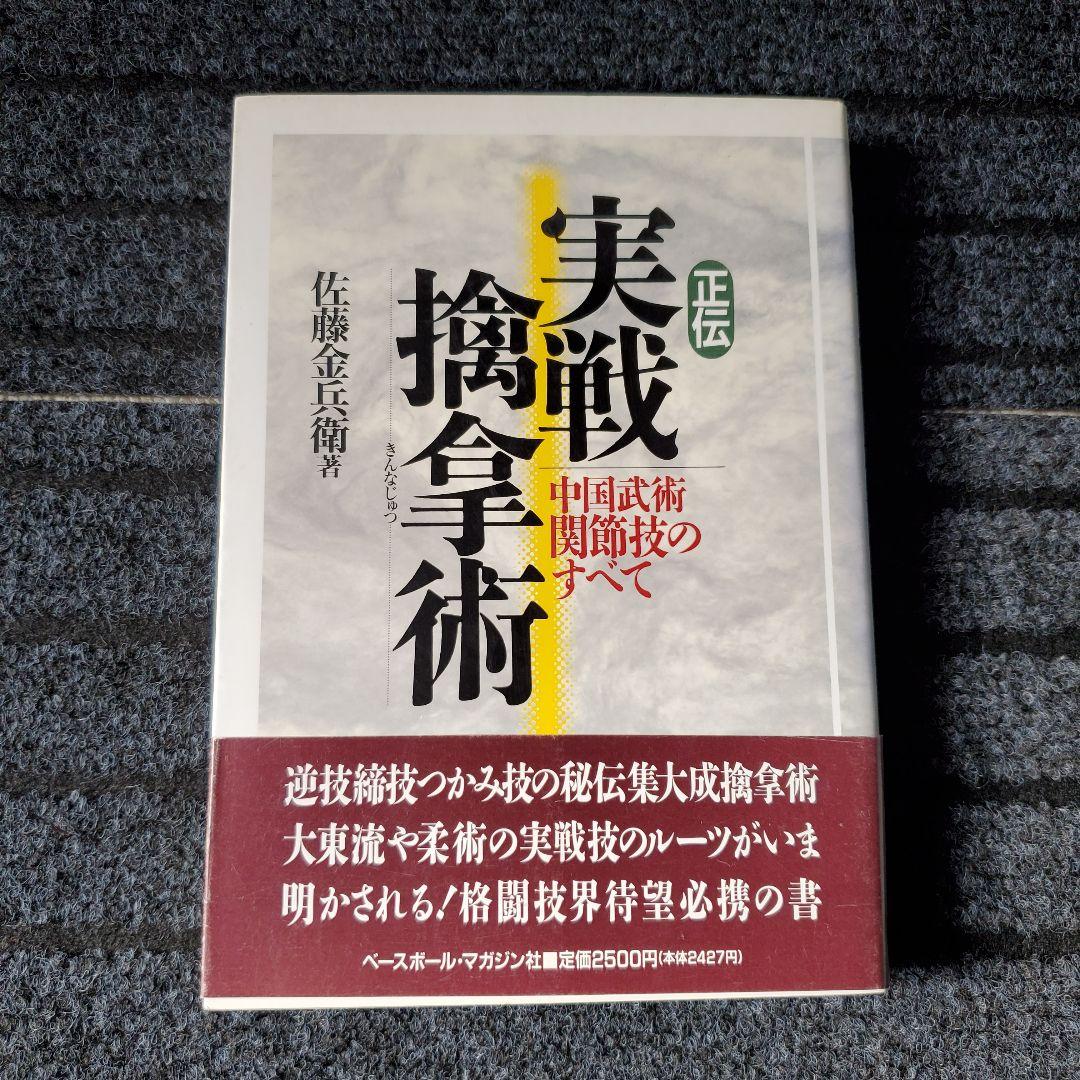 正伝
実戦
擒拿術
きんなじゅつ
中国武術
関節技の
すべて
佐藤金兵衛著
逆技締技つかみ技の秘伝集大成擒拿術
大東流や柔術の実戦技のルーツがいま
明かされる!格闘技界待望必携の書
ベースボール・マガジン社■定価2500円(本体2427円)